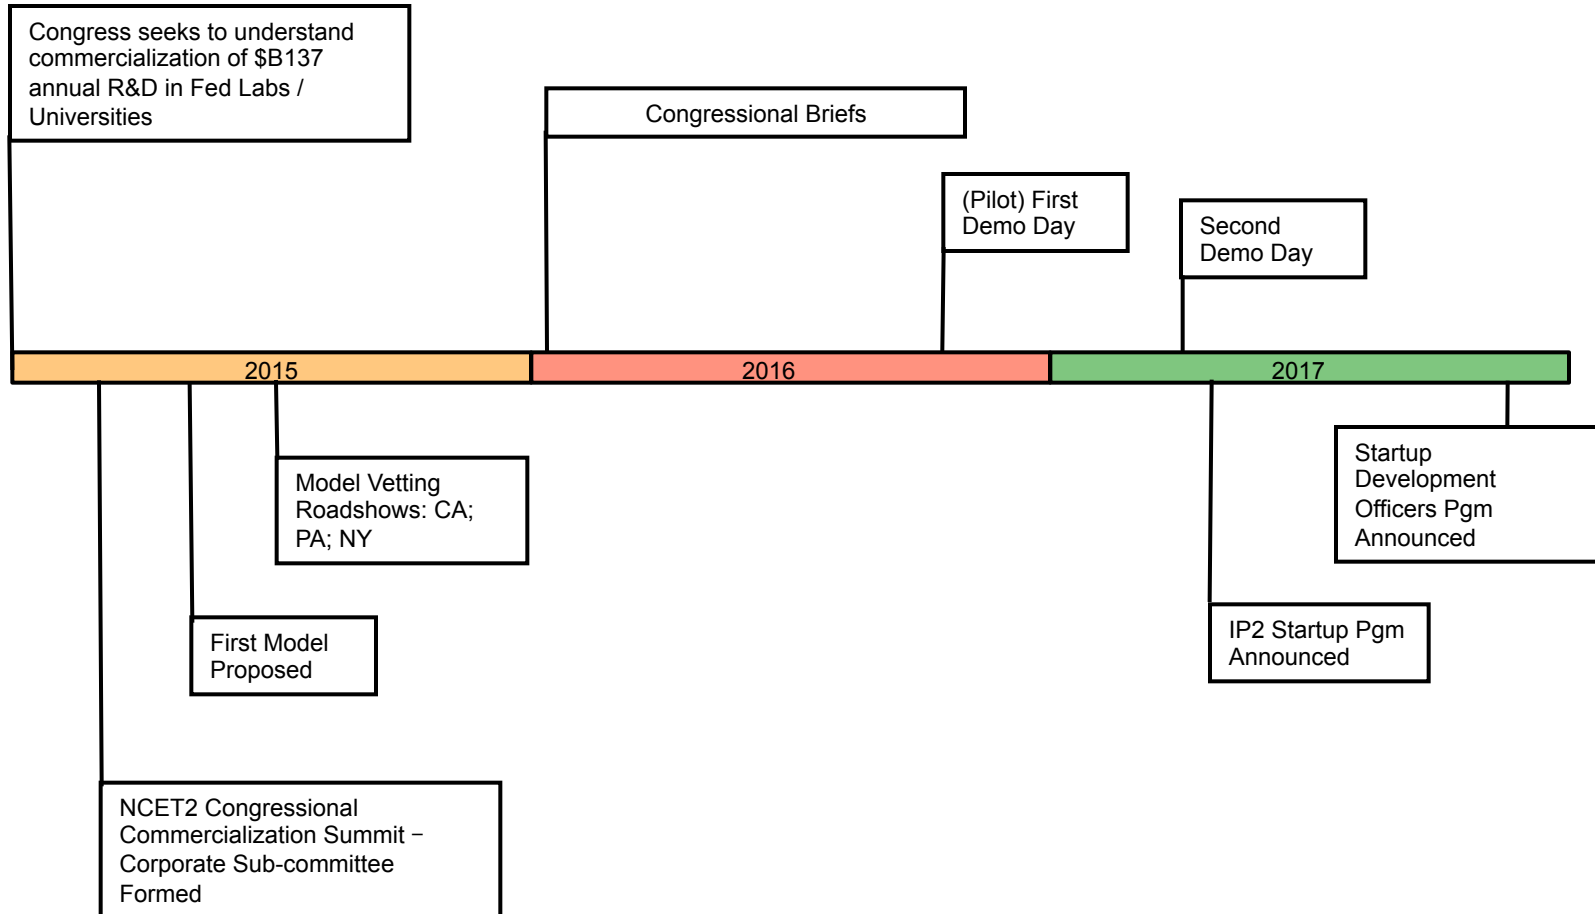 Congress seeks to understand
commercialization of $B137
annual R&D in Fed Labs /
Universities
Congressional Briefs
(Pilot) First
Demo Day
Second
Demo Day
2015
2016
2017
Model Vetting
Roadshows: CA;
PA; NY
Startup
Development
Officers Pgm
Announced
First Model
Proposed
IP2 Startup Pgm
Announced
NCET2 Congressional
Commercialization Summit –
Corporate Sub-committee
Formed